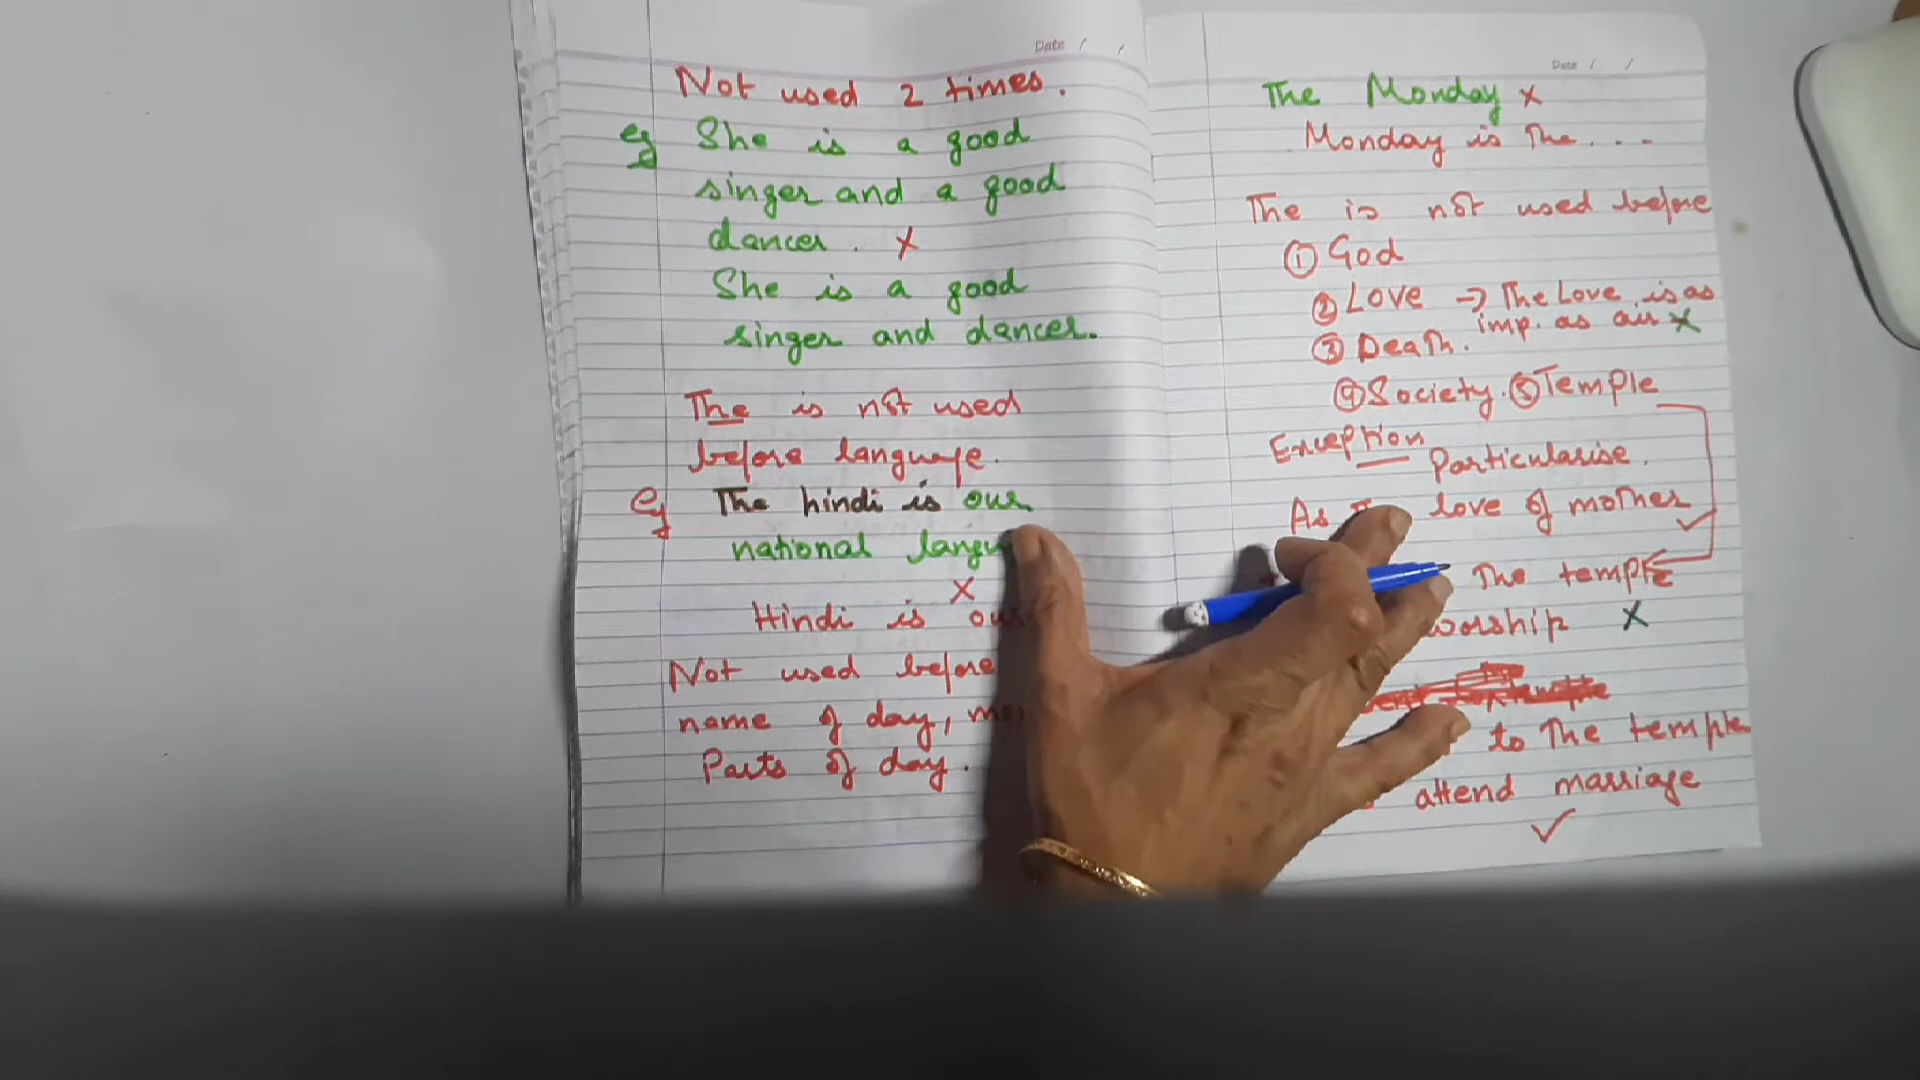 Date / /
Not used 2 times.
eg She is a good
singer and a good
dancer. x
She is a good
singer and dancer.
The is not used
before language.
eg The hindi is our
national
x
Hindi is
Not used before
name of day,
Parts of day.
Date / /
The Monday x
Monday is The...
The is not used before
① God
② Love → The Love is as
imp. as air x
③ Death.
④ Society. ⑤ Temple
Exception
Particularise.
As love of mother ✓
The temple
worship x
to The temple
attend marriage
✓